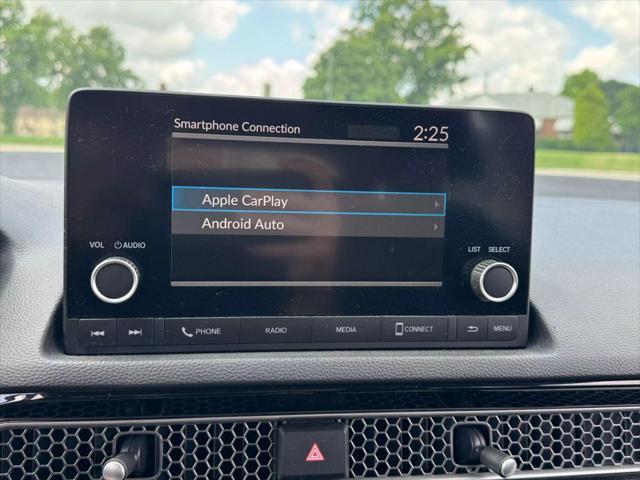 Smartphone Connection 2:25
Apple CarPlay
Android Auto
VOL AUDIO LIST SELECT
PHONE RADIO MEDIA CONNECT MENU